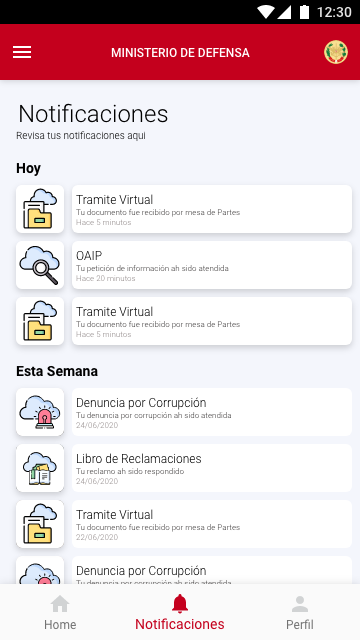 12:30
MINISTERIO DE DEFENSA
Notificaciones
Revisa tus notificaciones aqui
Hoy
Tramite Virtual
Tu documento fue recibido por mesa de Partes
Hace 5 minutos
OAIP
Tu petición de información ah sido atendida
Hace 20 minutos
Tramite Virtual
Tu documento fue recibido por mesa de Partes
Hace 5 minutos
Esta Semana
Denuncia por Corrupción
Tu denuncia por corrupción ah sido atendida
24/06/2020
Libro de Reclamaciones
Tu reclamo ah sido respondido
24/06/2020
Tramite Virtual
Tu documento fue recibido por mesa de Partes
22/06/2020
Denuncia por Corrupción
Tu denuncia por corrupción ah sido atendida
Home
Notificaciones
Perfil